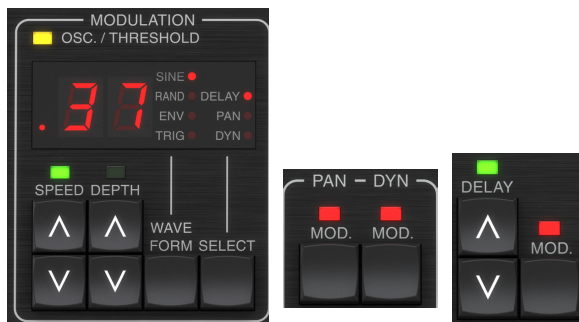 MODULATION
OSC. / THRESHOLD
SINE
RAND DELAY
ENV PAN
TRIG DYN
.37
SPEED DEPTH
WAVE
FORM SELECT
PAN – DYN
MOD. MOD.
DELAY
MOD.